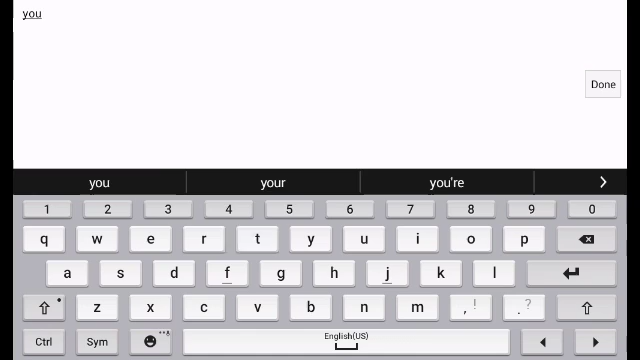 you
Done
you your you're
1 2 3 4 5 6 7 8 9 0
q w e r t y u i o p
a s d f g h j k l
z x c v b n m , ! . ?
Ctrl Sym English(US)